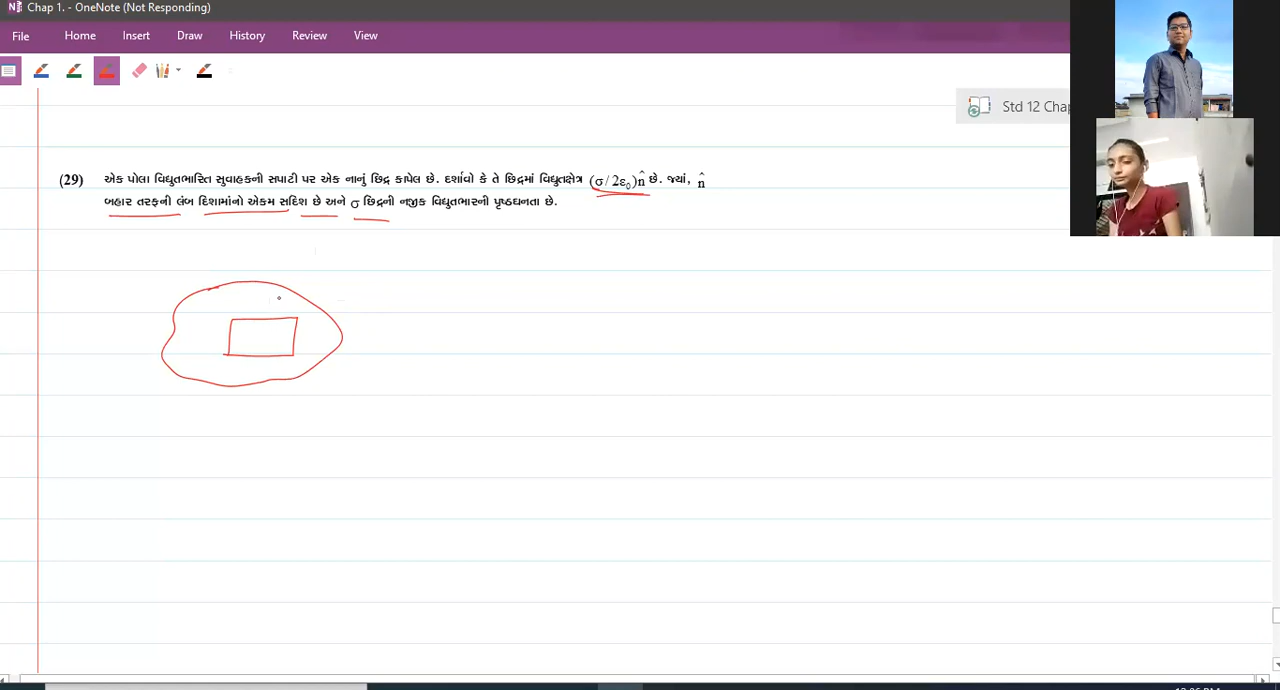 Chap 1. - OneNote (Not Responding)
File Home Insert Draw History Review View
Std 12 Chap
(29) એક પોલા વિદ્યુતભારિત સુવાહકની સપાટી પર એક નાનું છિદ્ર કાપેલ છે. દર્શાવો કે તે છિદ્રમાં વિદ્યુતક્ષેત્ર (σ/2ε₀)n̂ છે. જ્યાં, n̂
બહાર તરફની લંબ દિશામાંનો એકમ સદિશ છે અને σ છિદ્રની નજીક વિદ્યુતભારની પૃષ્ઠઘનતા છે.